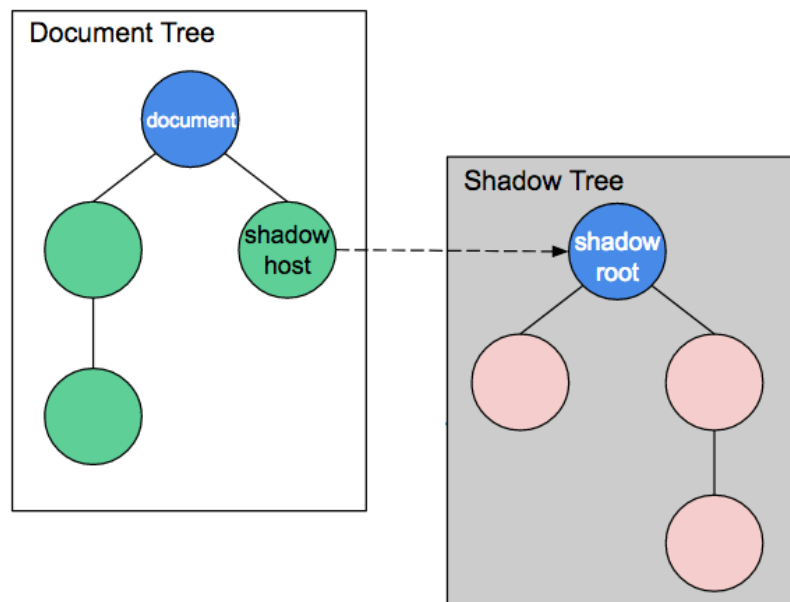 Document Tree
document
shadow
host
Shadow Tree
shadow
root